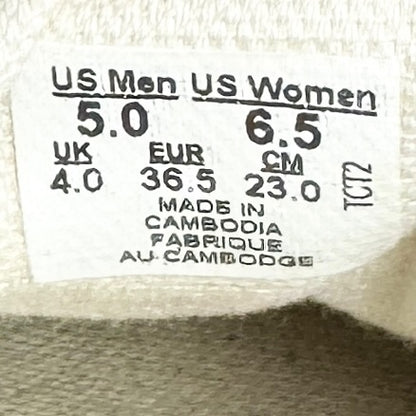 US Men US Women
5.0 6.5
UK EUR CM
4.0 36.5 23.0
MADE IN
CAMBODIA
FABRIQUE
AU CAMBODGE
TCT2